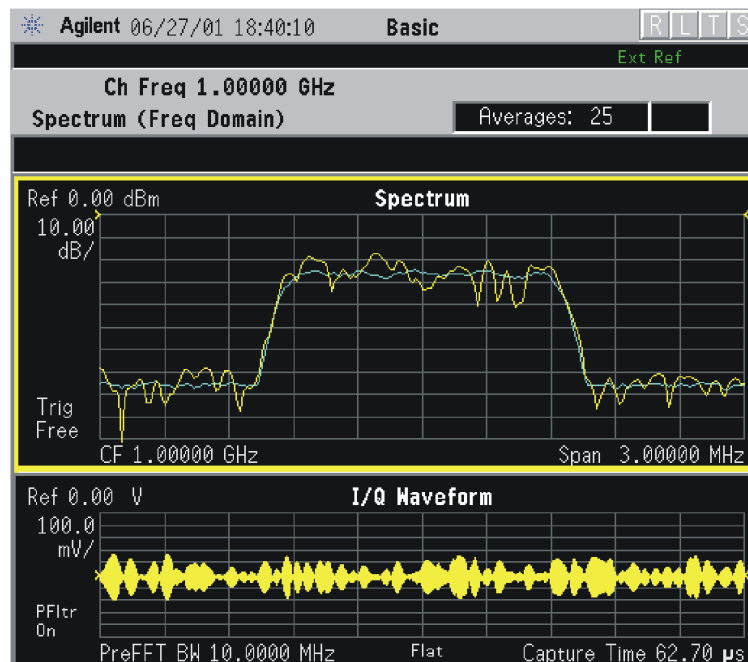 Agilent 06/27/01 18:40:10 Basic R L T S
Ext Ref
Ch Freq 1.00000 GHz
Spectrum (Freq Domain) Averages: 25
Ref 0.00 dBm Spectrum
10.00
dB/
Trig
Free
CF 1.00000 GHz Span 3.00000 MHz
Ref 0.00 V I/Q Waveform
100.0
mV/
PFltr
On
PreFFT BW 10.0000 MHz Flat Capture Time 62.70 µs